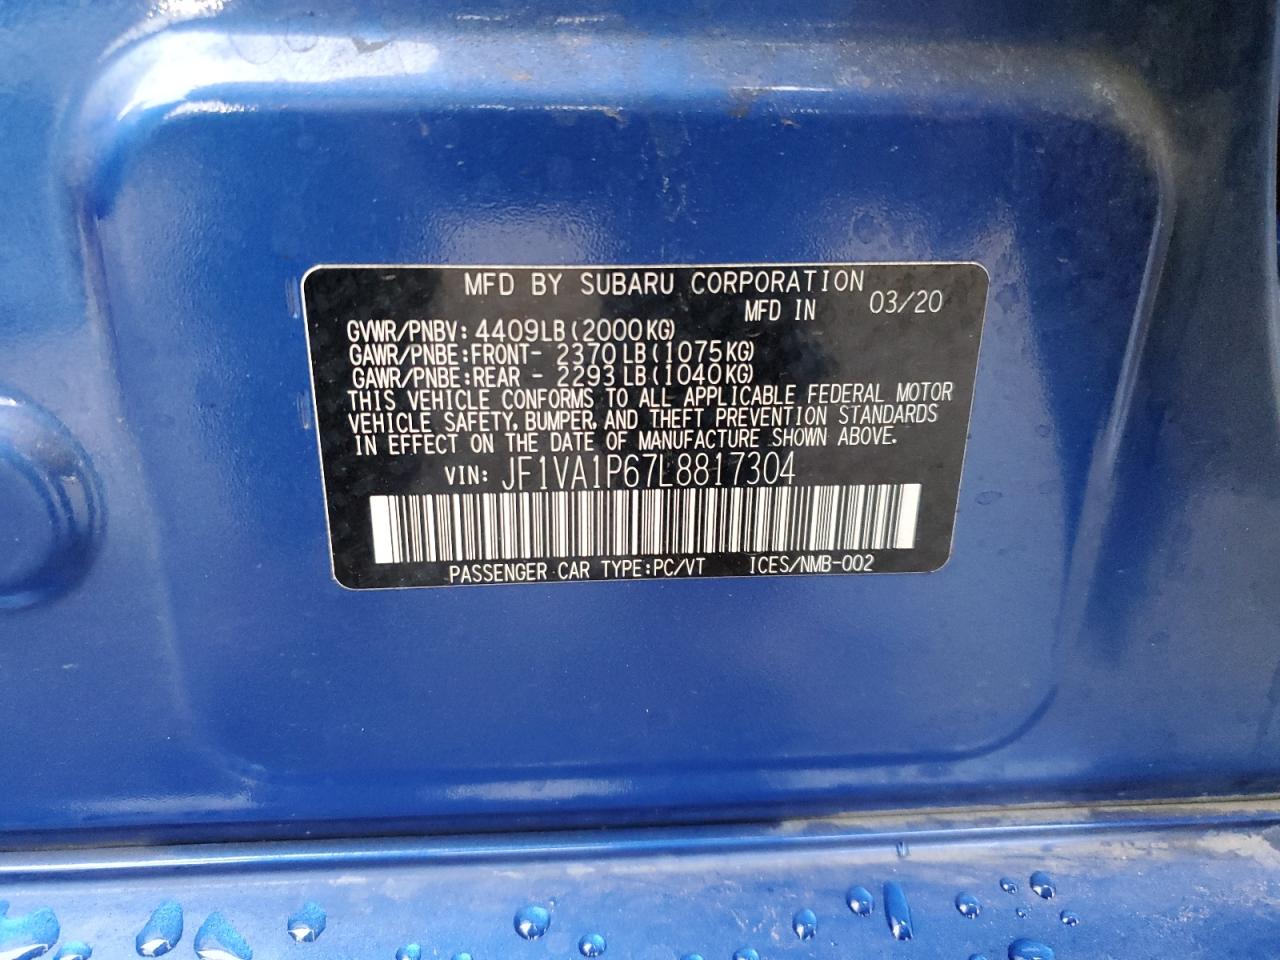 MFD BY SUBARU CORPORATION
MFD IN 03/20
GVWR/PNBV: 4409LB(2000KG)
GAWR/PNBE:FRONT- 2370LB(1075KG)
GAWR/PNBE:REAR - 2293LB(1040KG)
THIS VEHICLE CONFORMS TO ALL APPLICABLE FEDERAL MOTOR
VEHICLE SAFETY, BUMPER, AND THEFT PREVENTION STANDARDS
IN EFFECT ON THE DATE OF MANUFACTURE SHOWN ABOVE.
VIN: JF1VA1P67L8817304
PASSENGER CAR TYPE:PC/VT ICES/NMB-002